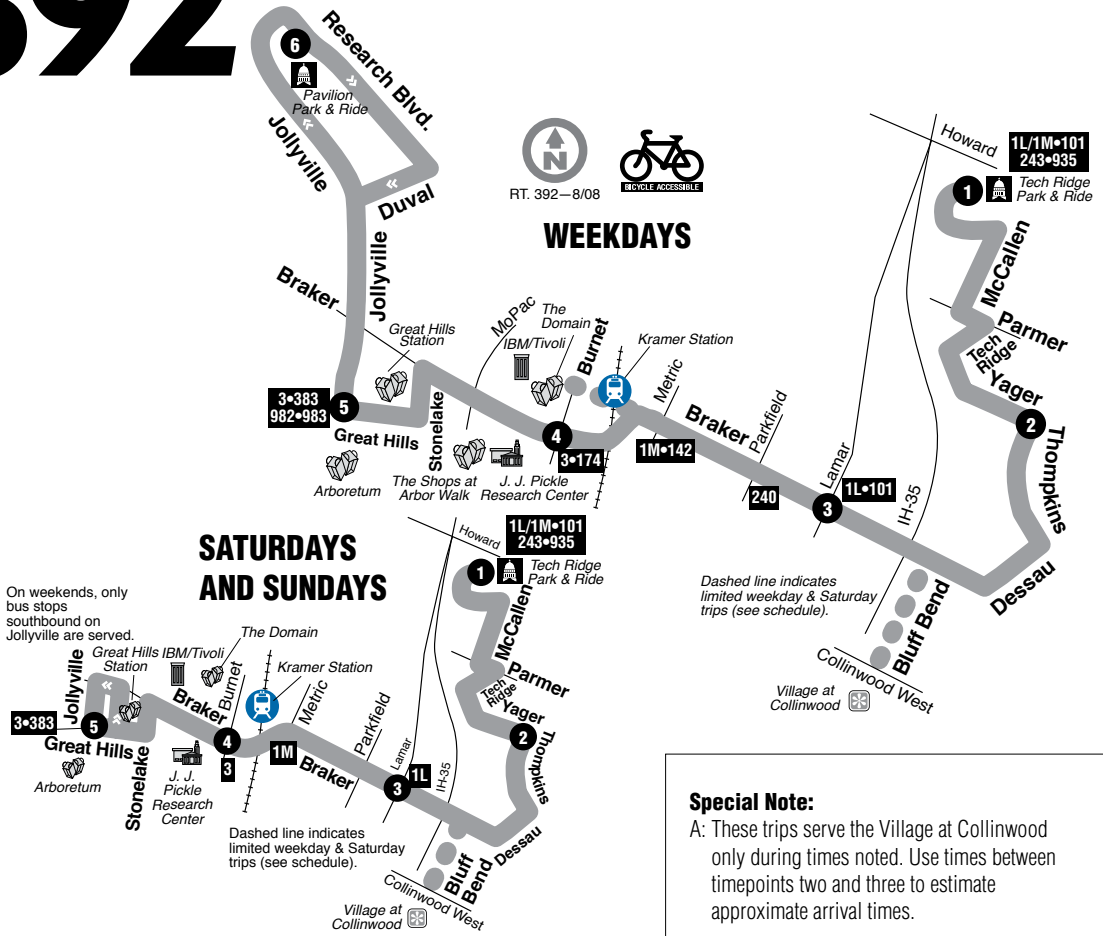 392
6
Pavilion
Park & Ride
Research Blvd.
Jollyville
Duval
RT. 392—8/08
N
BICYCLE ACCESSIBLE
WEEKDAYS
Howard
1L/1M•101
243•935
1
Tech Ridge
Park & Ride
McCallen
Parmer
Tech
Ridge
Yager
2
Thompkins
Jollyville
Braker
Great Hills
Station
MoPac
The
Domain
IBM/Tivoli
Burnet
Kramer Station
Metric
Braker
Parkfield
3•383
982•983
5
Great Hills
Stonelake
4
3•174
1M•142
240
Lamar
3
1L•101
IH-35
Arboretum
The Shops at
Arbor Walk
J. J. Pickle
Research Center
Dessau
Dashed line indicates
limited weekday & Saturday
trips (see schedule).
Bluff Bend
Collinwood West
Village at
Collinwood
SATURDAYS
AND SUNDAYS
Howard
1L/1M•101
243•935
1
Tech Ridge
Park & Ride
McCallen
Parmer
Tech
Ridge
Yager
2
Thompkins
On weekends, only
bus stops
southbound on
Jollyville are served.
Great Hills
Station
IBM/Tivoli
The Domain
Burnet
Kramer Station
Metric
Jollyville
Braker
Parkfield
3•383
5
Great Hills
Stonelake
4
3
1M
Braker
Lamar
3
1L
IH-35
Arboretum
J. J.
Pickle
Research
Center
Dessau
Dashed line indicates
limited weekday & Saturday
trips (see schedule).
Bluff
Bend
Collinwood West
Village at
Collinwood
Special Note:
A: These trips serve the Village at Collinwood
only during times noted. Use times between
timepoints two and three to estimate
approximate arrival times.